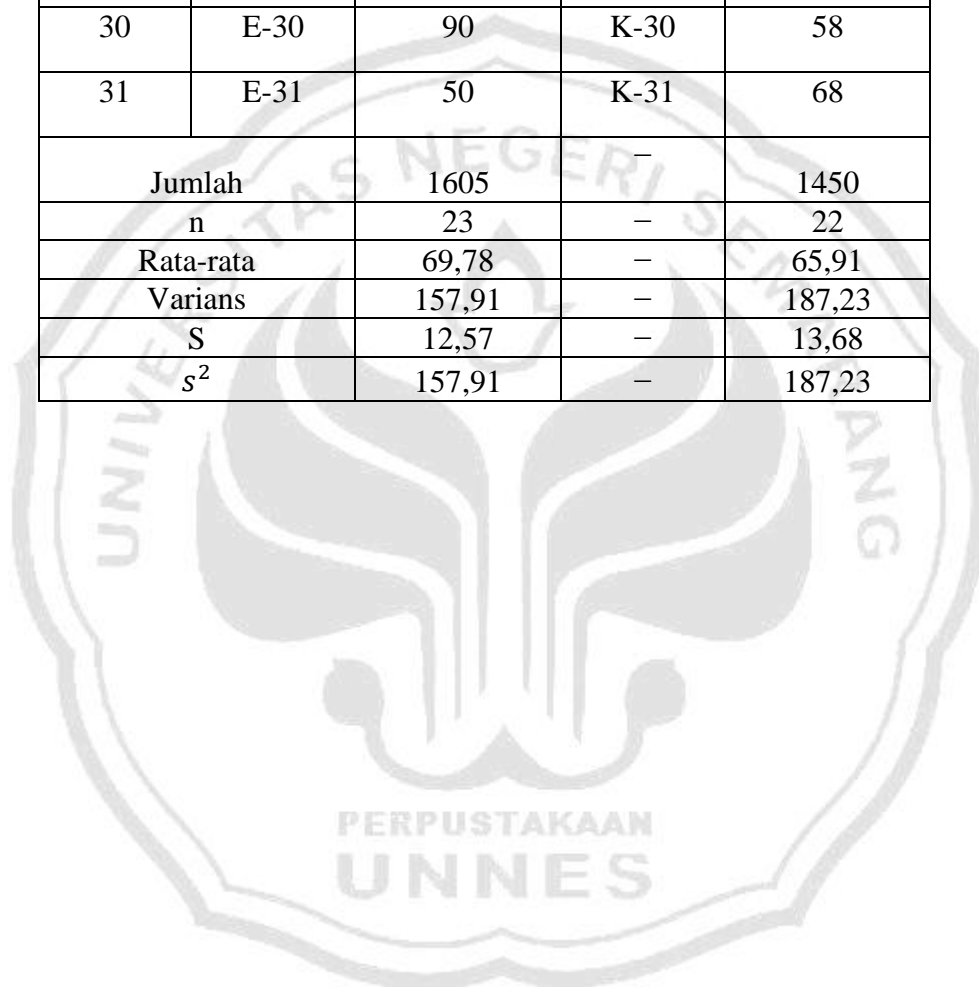 30 E-30 90 K-30 58
31 E-31 50 K-31 68
Jumlah 1605 – 1450
n 23 – 22
Rata-rata 69,78 – 65,91
Varians 157,91 – 187,23
S 12,57 – 13,68
s² 157,91 – 187,23
UNIVERSITAS NEGERI SEMARANG
PERPUSTAKAAN
UNNES